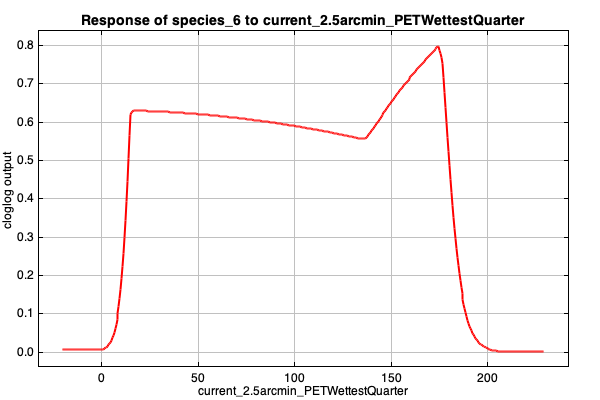 Response of species_6 to current_2.5arcmin_PETWettestQuarter
cloglog output
0.8
0.7
0.6
0.5
0.4
0.3
0.2
0.1
0.0
0 50 100 150 200
current_2.5arcmin_PETWettestQuarter